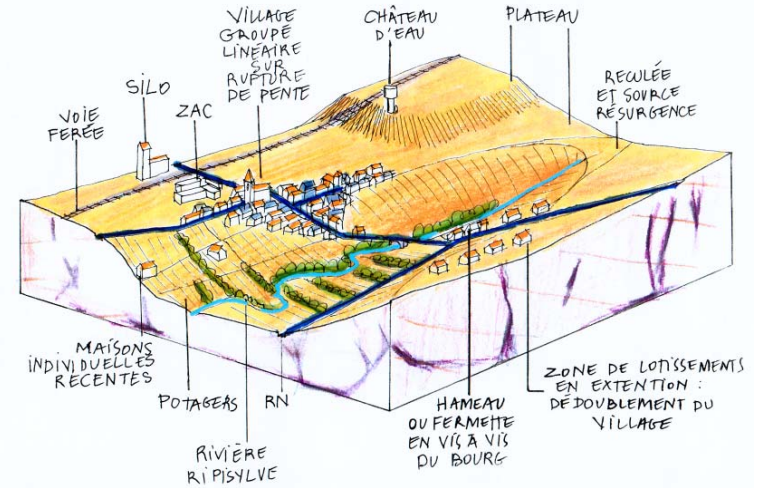 VILLAGE
GROUPÉ
LINÉAIRE
SUR
RUPTURE
DE PENTE
CHÂTEAU
D'EAU
PLATEAU
RECULÉE
ET SOURCE
RÉSURGENCE
SILO
ZAC
VOIE
FERÉE
MAISONS
INDIVIDUELLES
RECENTES
POTAGERS
RN
RIVIÈRE
RIPISYLVE
HAMEAU
OU FERMETTE
EN VIS À VIS
DU BOURG
ZONE DE LOTISSEMENTS
EN EXTENTION :
DÉDOUBLEMENT DU
VILLAGE